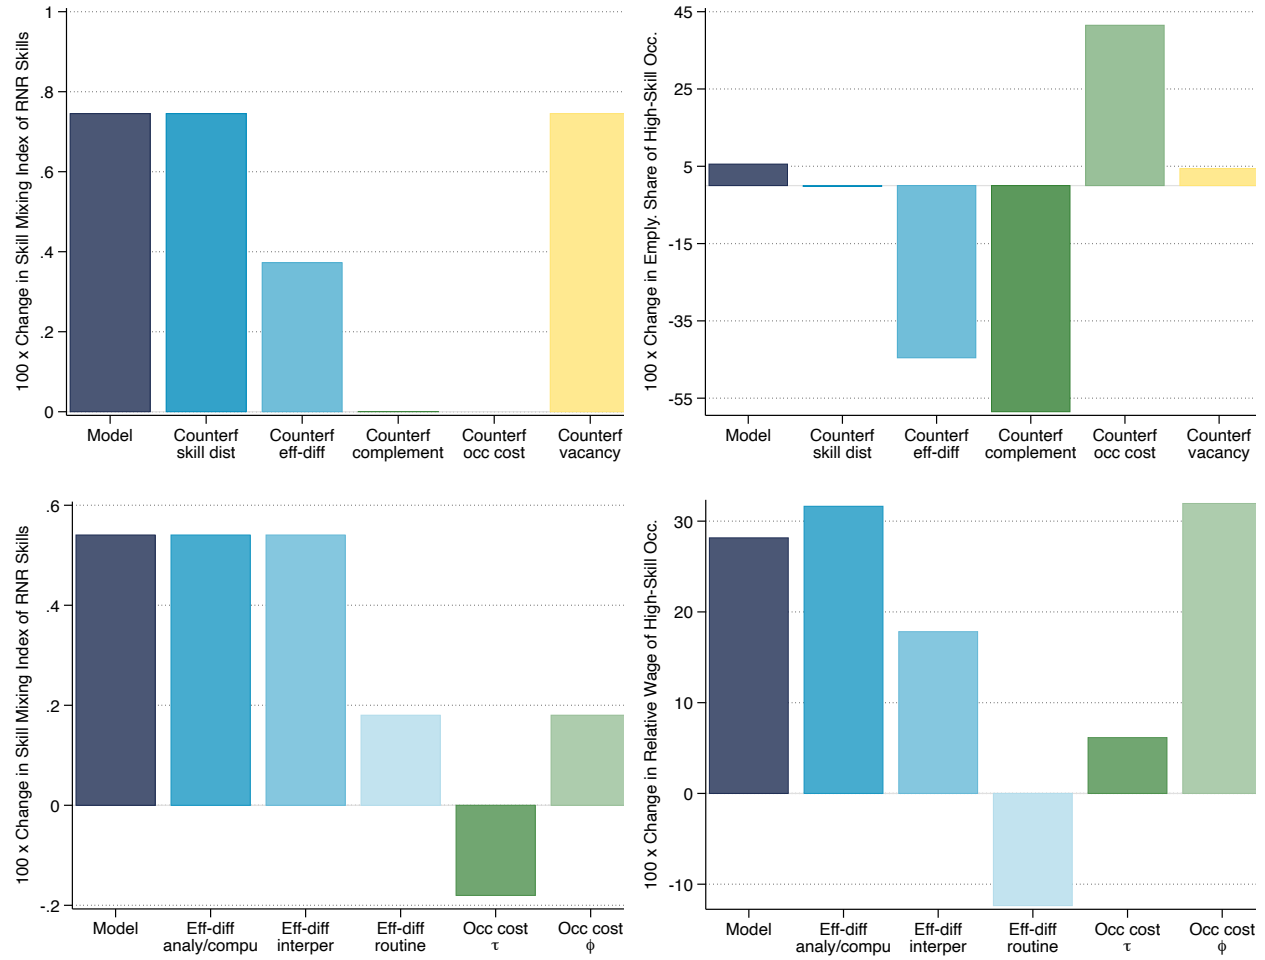 100 x Change in Skill Mixing Index of RNR Skills
1
.8
.6
.4
.2
0
Model
Counterf
skill dist
Counterf
eff-diff
Counterf
complement
Counterf
occ cost
Counterf
vacancy
100 x Change in Emply. Share of High-Skill Occ.
45
25
5
-15
-35
-55
Model
Counterf
skill dist
Counterf
eff-diff
Counterf
complement
Counterf
occ cost
Counterf
vacancy
100 x Change in Skill Mixing Index of RNR Skills
.6
.4
.2
0
-.2
Model
Eff-diff
analy/compu
Eff-diff
interper
Eff-diff
routine
Occ cost
τ
Occ cost
ϕ
100 x Change in Relative Wage of High-Skill Occ.
30
20
10
0
-10
Model
Eff-diff
analy/compu
Eff-diff
interper
Eff-diff
routine
Occ cost
τ
Occ cost
ϕ